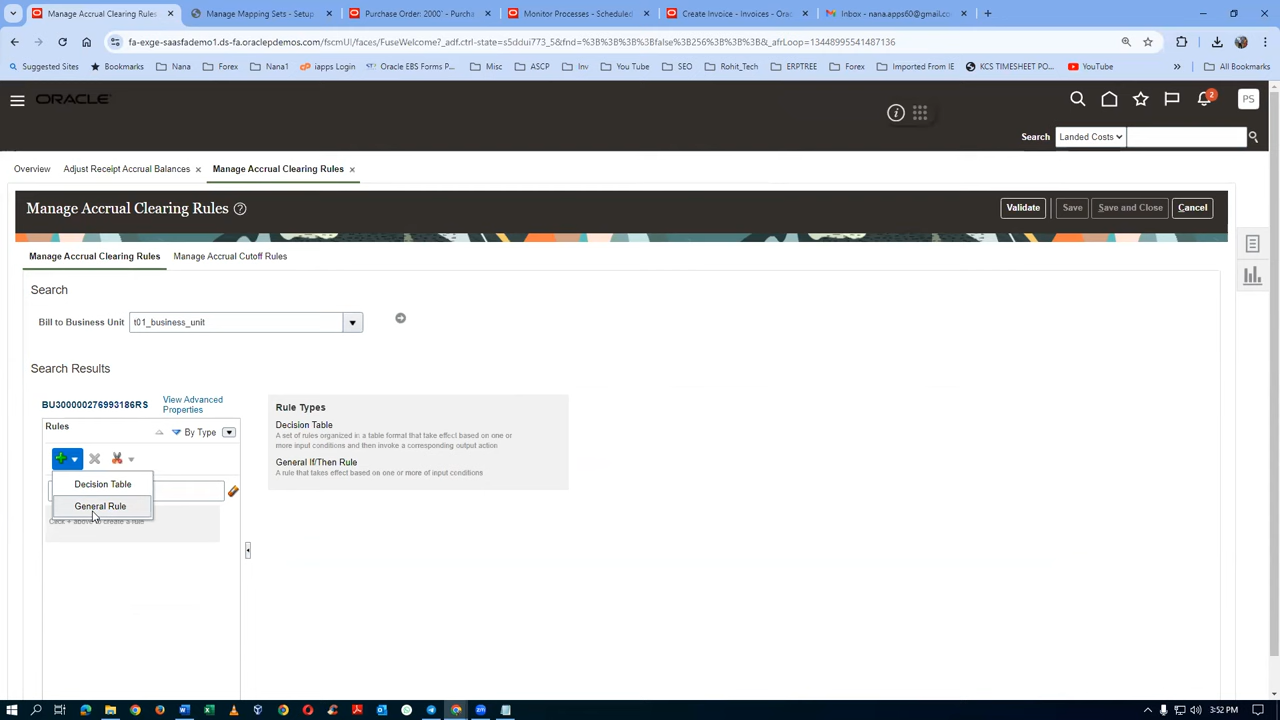 Manage Accrual Clearing Rules
Manage Mapping Sets - Setup
Purchase Order: 2000" - Purcha
Monitor Processes - Scheduled
Create Invoice - Invoices - Orac
Inbox - nana.apps60@gmail.co
fa-exge-saasfademo1.ds-fa.oraclepdemos.com/fscmUI/faces/FuseWelcome?_adf.ctrl-state=s5ddui773_5&fnd=%3B%3B%3B%3Bfalse%3B256%3B%3B%3B&_afrLoop=13448995541487136
Suggested Sites
Bookmarks
Nana
Forex
Nana1
iapps Login
Oracle EBS Forms P...
Misc
ASCP
Inv
You Tube
SEO
Rohit_Tech
ERPTREE
Forex
Imported From IE
KCS TIMESHEET PO...
YouTube
All Bookmarks
ORACLE
2
PS
Search
Landed Costs
Overview
Adjust Receipt Accrual Balances
Manage Accrual Clearing Rules
Manage Accrual Clearing Rules
Validate
Save
Save and Close
Cancel
Manage Accrual Clearing Rules
Manage Accrual Cutoff Rules
Search
Bill to Business Unit
t01_business_unit
Search Results
BU300000276993186RS
View Advanced
Properties
Rules
By Type
Decision Table
General Rule
Click + above to create a rule
Rule Types
Decision Table
A set of rules organized in a table format that take effect based on one or
more input conditions and then invoke a corresponding output action
General If/Then Rule
A rule that takes effect based on one or more of input conditions
3:52 PM